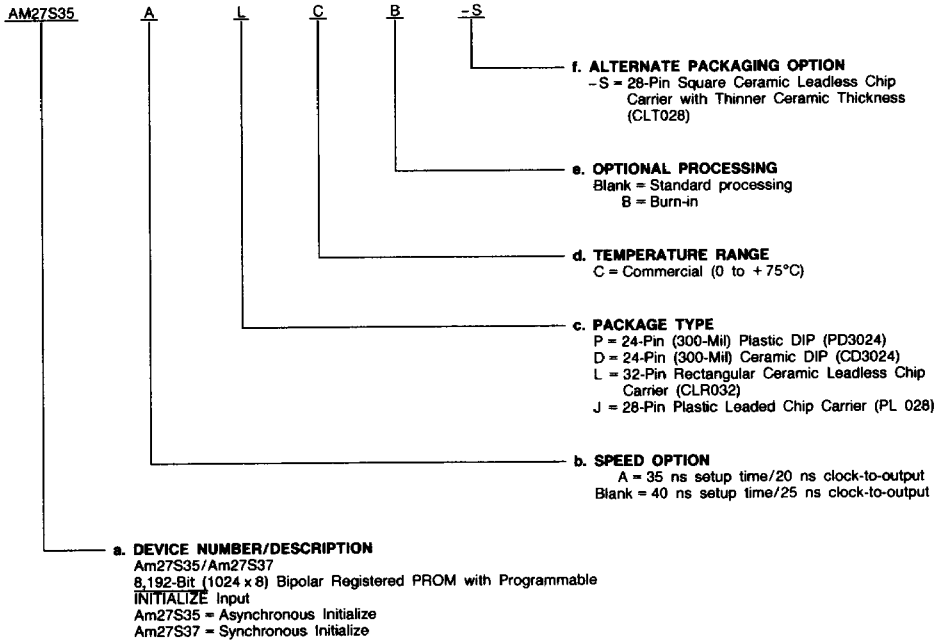 AM27S35 A L C B -S
f. ALTERNATE PACKAGING OPTION
-S = 28-Pin Square Ceramic Leadless Chip
Carrier with Thinner Ceramic Thickness
(CLT028)
e. OPTIONAL PROCESSING
Blank = Standard processing
B = Burn-in
d. TEMPERATURE RANGE
C = Commercial (0 to +75°C)
c. PACKAGE TYPE
P = 24-Pin (300-Mil) Plastic DIP (PD3024)
D = 24-Pin (300-Mil) Ceramic DIP (CD3024)
L = 32-Pin Rectangular Ceramic Leadless Chip
Carrier (CLR032)
J = 28-Pin Plastic Leaded Chip Carrier (PL 028)
b. SPEED OPTION
A = 35 ns setup time/20 ns clock-to-output
Blank = 40 ns setup time/25 ns clock-to-output
a. DEVICE NUMBER/DESCRIPTION
Am27S35/Am27S37
8,192-Bit (1024 x 8) Bipolar Registered PROM with Programmable
INITIALIZE Input
Am27S35 = Asynchronous Initialize
Am27S37 = Synchronous Initialize